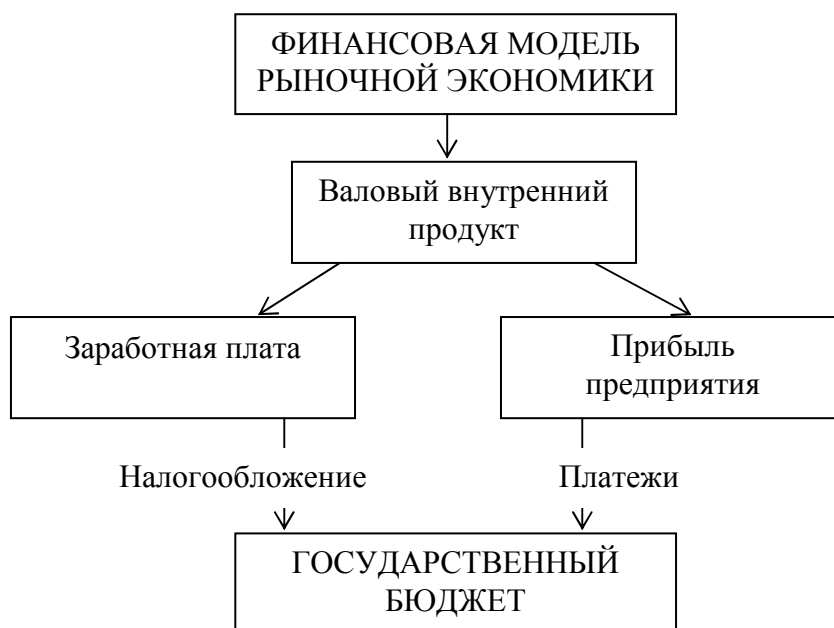 ФИНАНСОВАЯ МОДЕЛЬ
РЫНОЧНОЙ ЭКОНОМИКИ
Валовый внутренний
продукт
Заработная плата
Прибыль
предприятия
Налогообложение
Платежи
ГОСУДАРСТВЕННЫЙ
БЮДЖЕТ